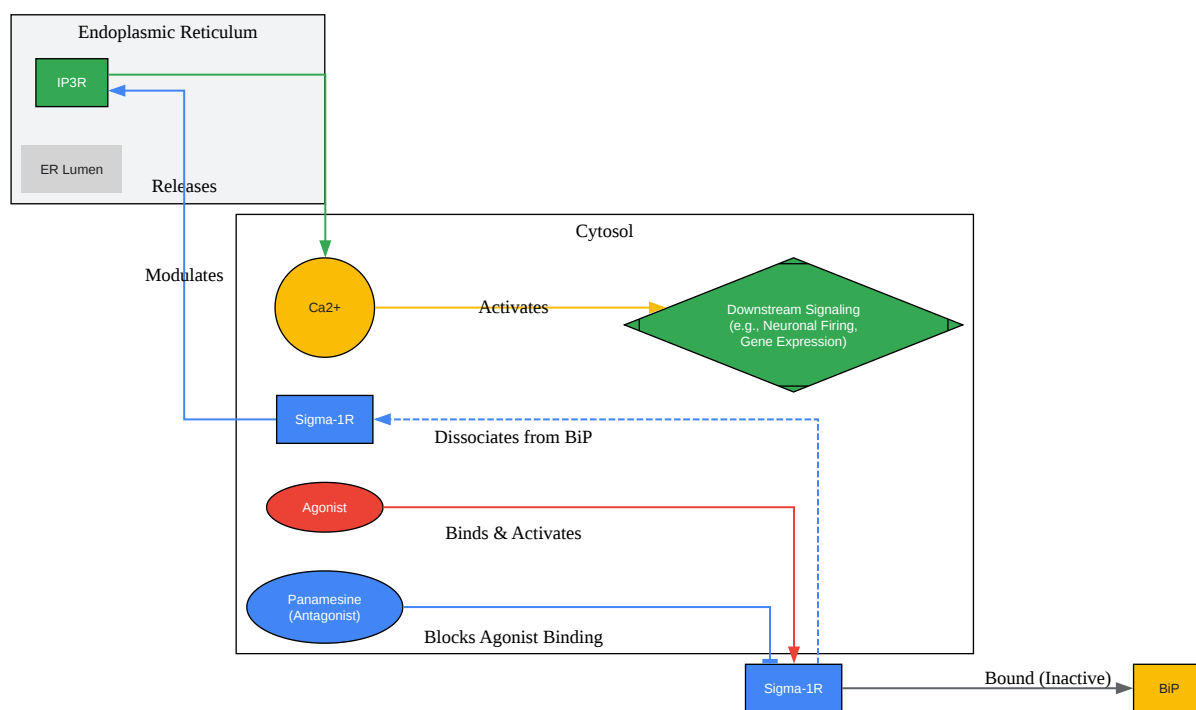 Endoplasmic Reticulum
IP3R
ER Lumen
Releases
Cytosol
Modulates
Ca2+
Activates
Downstream Signaling
(e.g., Neuronal Firing,
Gene Expression)
Sigma-1R
Dissociates from BiP
Agonist
Binds & Activates
Panamesine
(Antagonist)
Blocks Agonist Binding
Sigma-1R
Bound (Inactive)
BiP